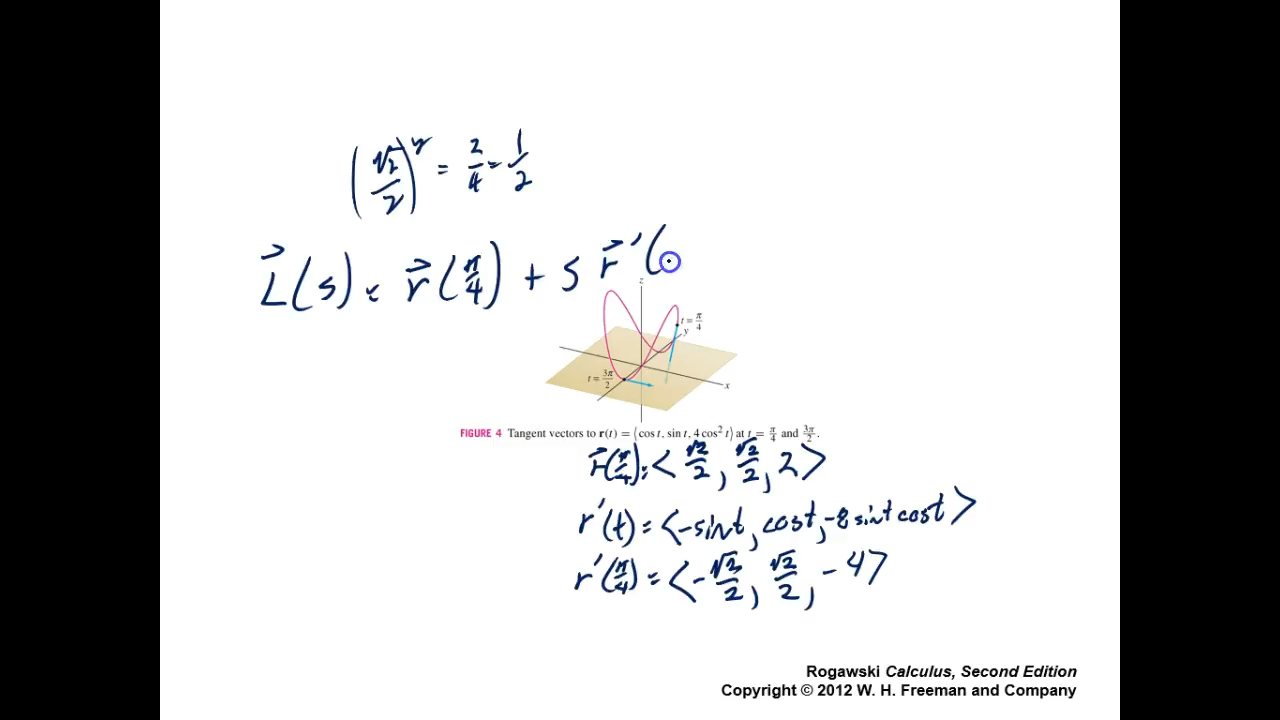 (√2/2)² = 2/4 = 1/2
L⃗(s) = r⃗(π/4) + s r⃗′(
z
t = π/4
y
t = 3π/2
x
FIGURE 4 Tangent vectors to r(t) = ⟨cos t, sin t, 4 cos² t⟩ at t = π/4 and 3π/2.
r⃗(π/4) = <√2/2, √2/2, 2>
r′(t) = <-sin t, cos t, -8 sin t cos t>
r′(π/4) = <-√2/2, √2/2, -4>
Rogawski Calculus, Second Edition
Copyright © 2012 W. H. Freeman and Company